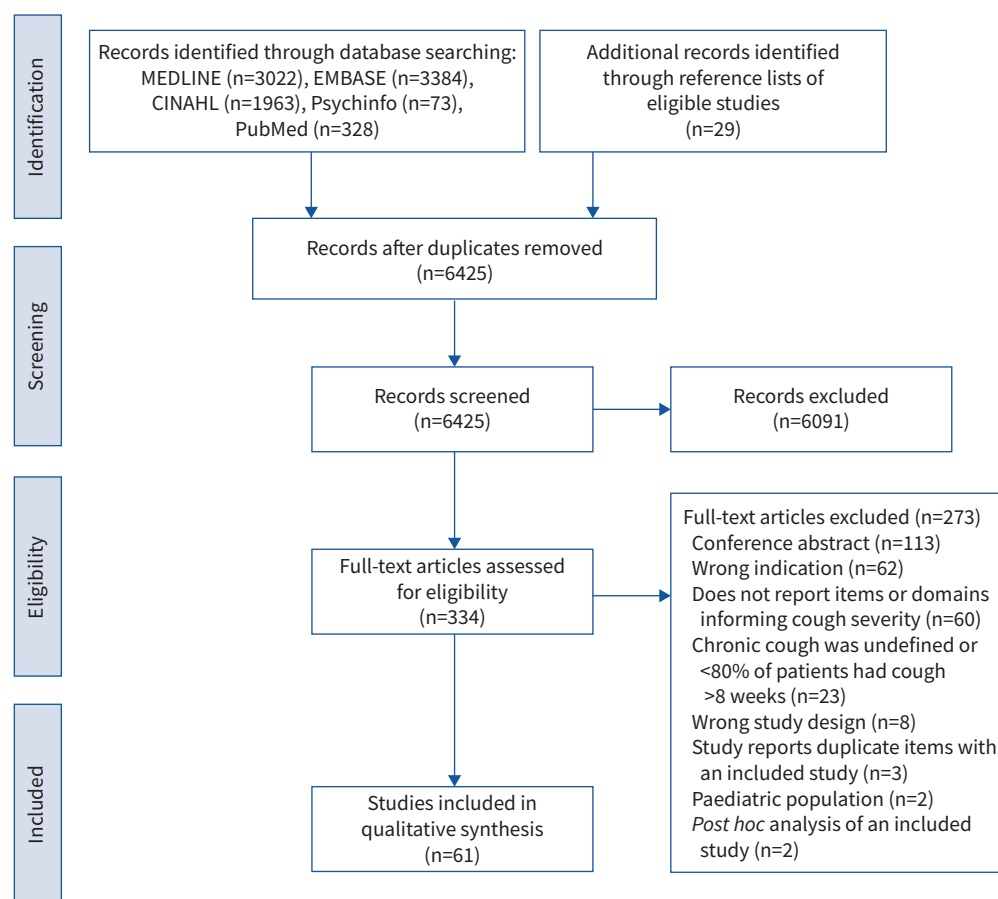 Identification
Records identified through database searching:
MEDLINE (n=3022), EMBASE (n=3384),
CINAHL (n=1963), Psychinfo (n=73),
PubMed (n=328)
Additional records identified
through reference lists of
eligible studies
(n=29)
Records after duplicates removed
(n=6425)
Screening
Records screened
(n=6425)
Records excluded
(n=6091)
Eligibility
Full-text articles assessed
for eligibility
(n=334)
Full-text articles excluded (n=273)
Conference abstract (n=113)
Wrong indication (n=62)
Does not report items or domains
informing cough severity (n=60)
Chronic cough was undefined or
<80% of patients had cough
>8 weeks (n=23)
Wrong study design (n=8)
Study reports duplicate items with
an included study (n=3)
Paediatric population (n=2)
Post hoc analysis of an included
study (n=2)
Included
Studies included in
qualitative synthesis
(n=61)